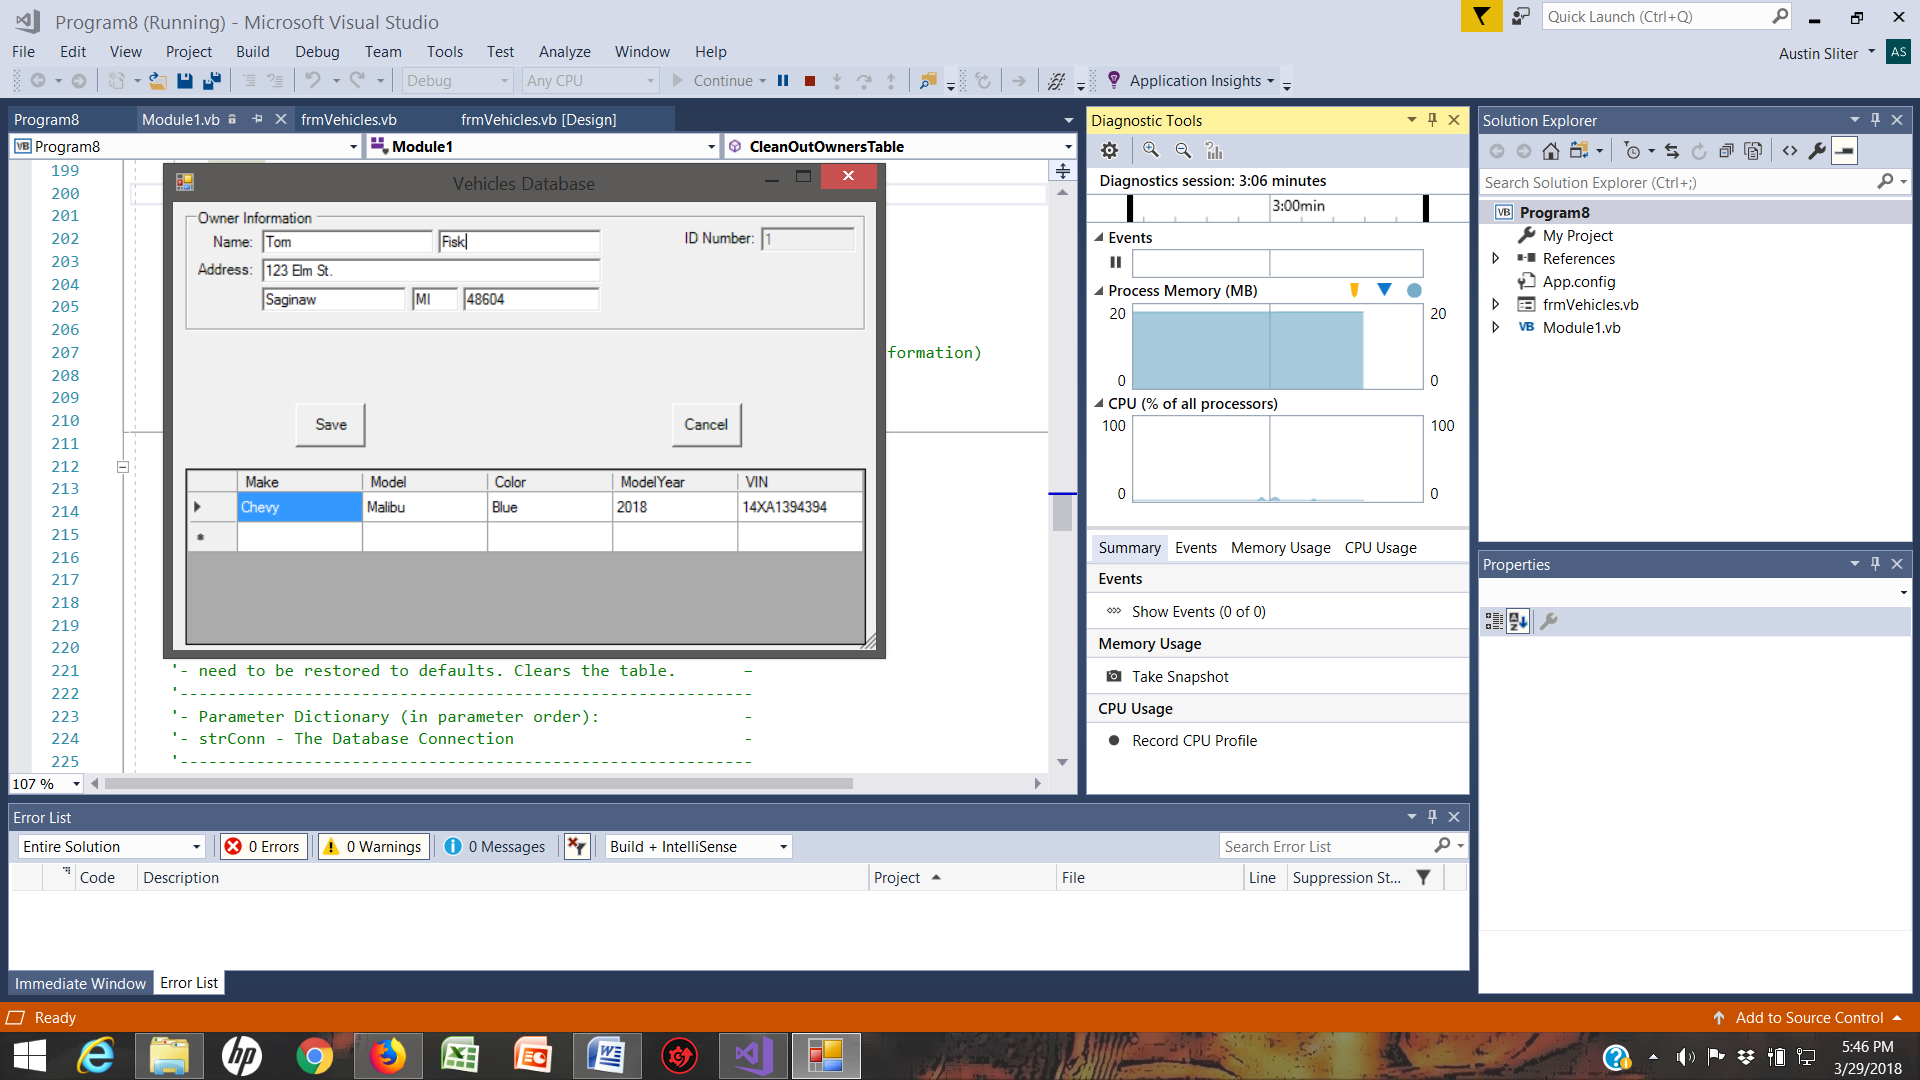 Program8 (Running) - Microsoft Visual Studio
Quick Launch (Ctrl+Q)
File Edit View Project Build Debug Team Tools Test Analyze Window Help
Austin Sliter AS
Debug Any CPU Continue Application Insights
Program8 Module1.vb frmVehicles.vb frmVehicles.vb [Design]
VB Program8 Module1 CleanOutOwnersTable
199
200
201
202
203
204
205
206
207 formation)
208
209
210
211
212
213
214
215
216
217
218
219
220
221 '- need to be restored to defaults. Clears the table. -
222 '----------------------------------------------------------
223 '- Parameter Dictionary (in parameter order): -
224 '- strConn - The Database Connection -
225 '----------------------------------------------------------
107 %
Vehicles Database
Owner Information
Name: Tom Fisk ID Number: 1
Address: 123 Elm St.
Saginaw MI 48604
Save Cancel
Make Model Color ModelYear VIN
Chevy Malibu Blue 2018 14XA1394394
Diagnostic Tools
Diagnostics session: 3:06 minutes
3:00min
Events
Process Memory (MB)
20 20
0 0
CPU (% of all processors)
100 100
0 0
Summary Events Memory Usage CPU Usage
Events
Show Events (0 of 0)
Memory Usage
Take Snapshot
CPU Usage
Record CPU Profile
Solution Explorer
Search Solution Explorer (Ctrl+;)
VB Program8
My Project
References
App.config
frmVehicles.vb
VB Module1.vb
Properties
Error List
Entire Solution 0 Errors 0 Warnings 0 Messages Build + IntelliSense Search Error List
Code Description Project File Line Suppression St...
Immediate Window Error List
Ready Add to Source Control
5:46 PM
3/29/2018